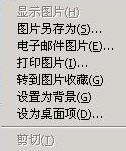 显示图片(H)
图片另存为(S)...
电子邮件图片(E)...
打印图片(I)...
转到图片收藏(G)
设置为背景(G)
设为桌面项(D)...
剪切(T)